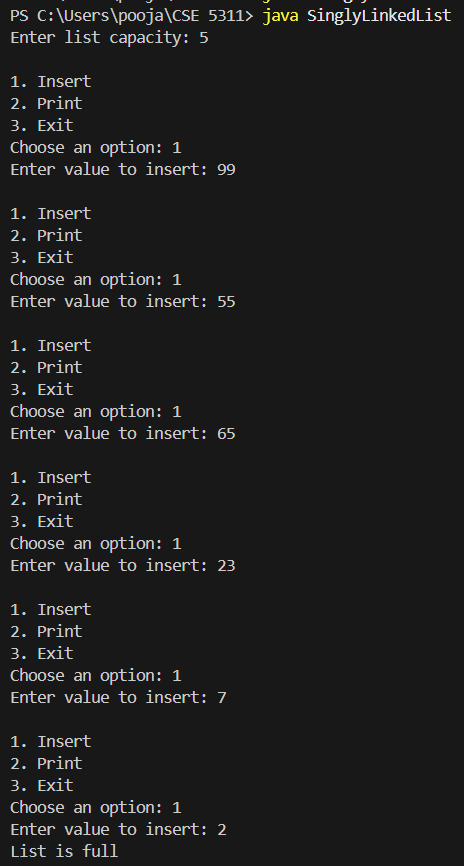 PS C:\Users\pooja\CSE 5311> java SinglyLinkedList
Enter list capacity: 5
1. Insert
2. Print
3. Exit
Choose an option: 1
Enter value to insert: 99
1. Insert
2. Print
3. Exit
Choose an option: 1
Enter value to insert: 55
1. Insert
2. Print
3. Exit
Choose an option: 1
Enter value to insert: 65
1. Insert
2. Print
3. Exit
Choose an option: 1
Enter value to insert: 23
1. Insert
2. Print
3. Exit
Choose an option: 1
Enter value to insert: 7
1. Insert
2. Print
3. Exit
Choose an option: 1
Enter value to insert: 2
List is full